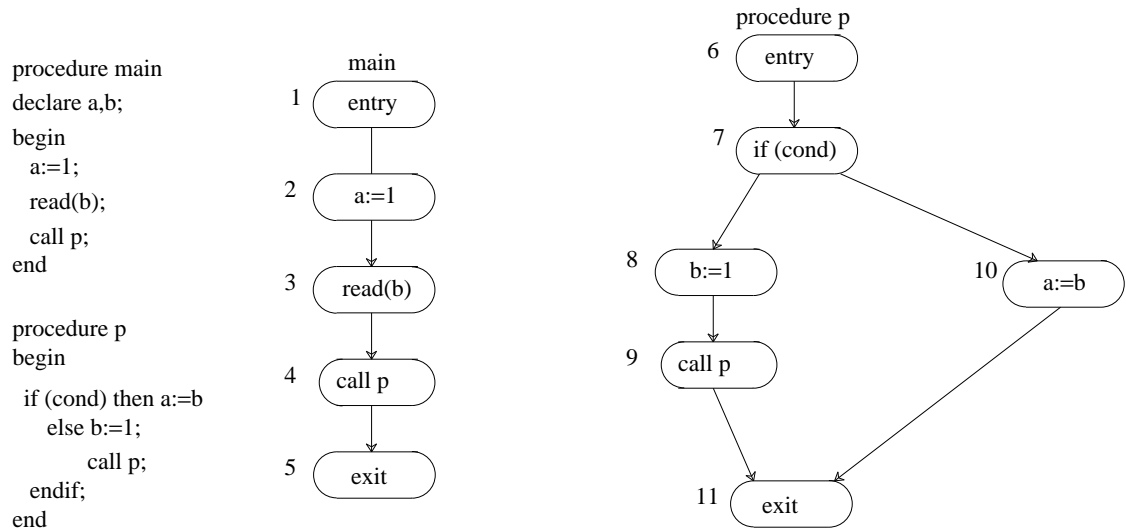 procedure main
declare a,b;
begin
a:=1;
read(b);
call p;
end
procedure p
begin
if (cond) then a:=b
else b:=1;
call p;
endif;
end
main
1 entry
2 a:=1
3 read(b)
4 call p
5 exit
procedure p
6 entry
7 if (cond)
8 b:=1
10 a:=b
9 call p
11 exit